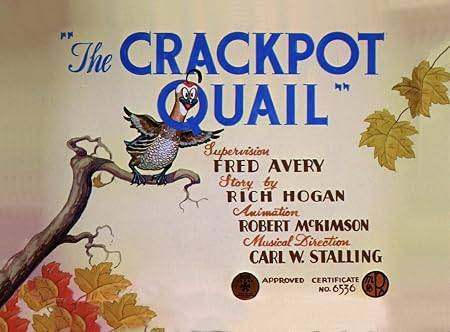 "The CRACKPOT
QUAIL"
Supervision
FRED AVERY
Story by
RICH HOGAN
Animation
ROBERT McKIMSON
Musical Direction
CARL W. STALLING
APPROVED CERTIFICATE
NO. 6536